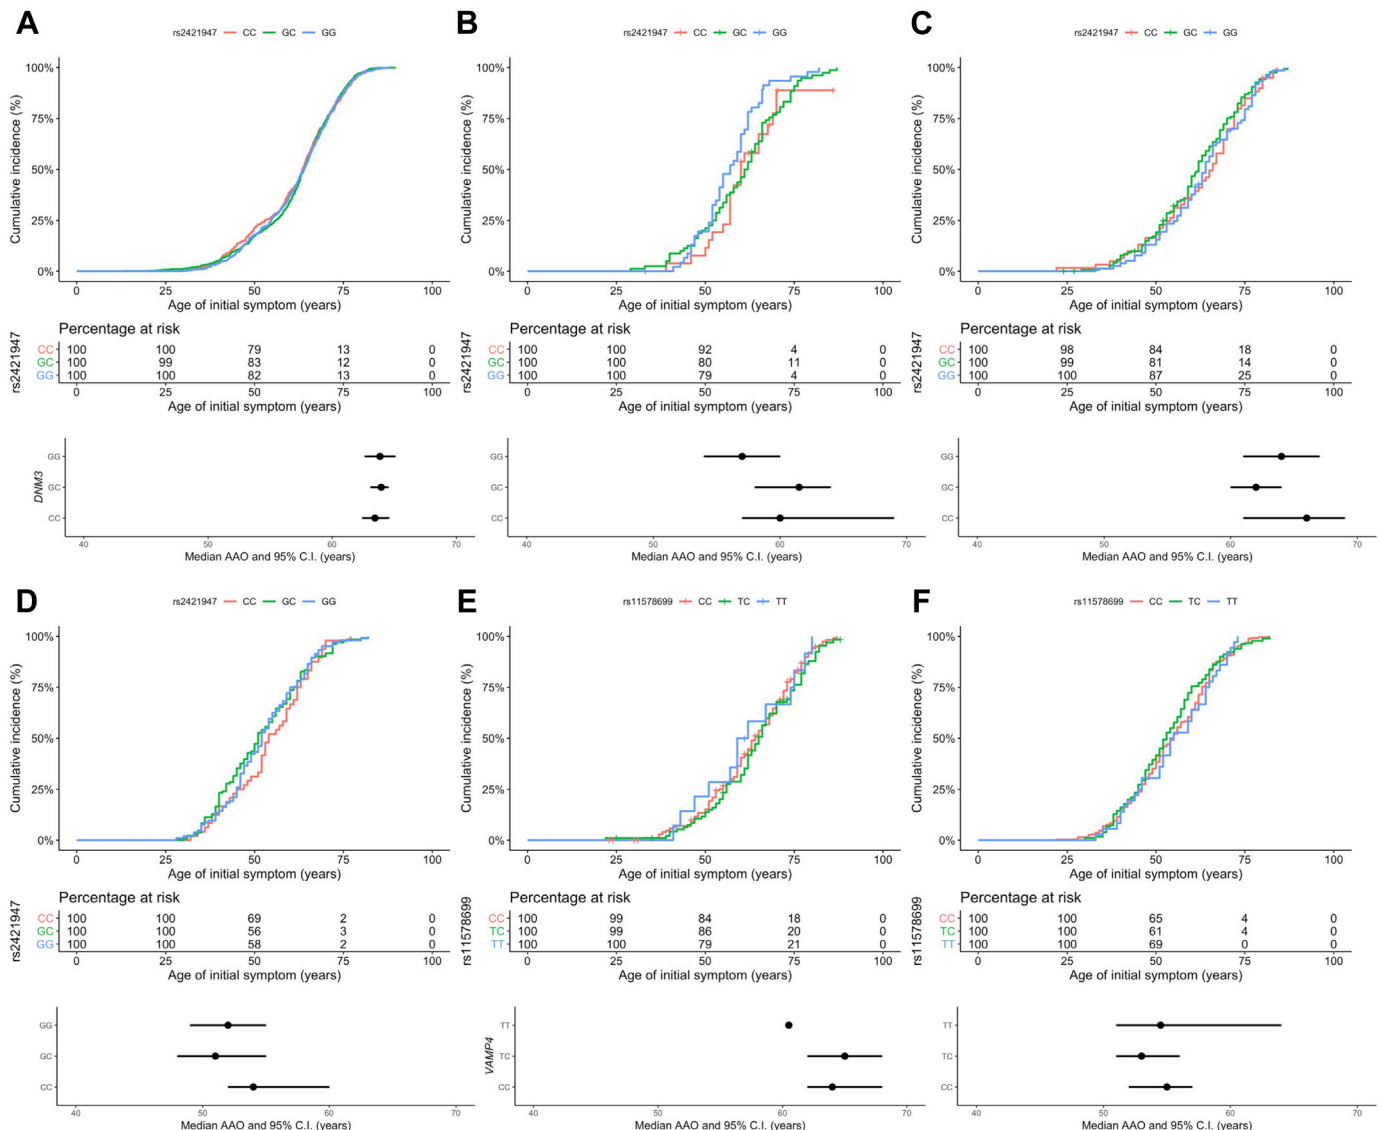 A
rs2421947 CC GC GG
100%
75%
50%
25%
0%
Cumulative incidence (%)
0 25 50 75 100
Age of initial symptom (years)
Percentage at risk
rs2421947
CC 100 100 79 13 0
GC 100 99 83 12 0
GG 100 100 82 13 0
0 25 50 75 100
Age of initial symptom (years)
DNM3
GG
GC
CC
40 50 60 70
Median AAO and 95% C.I. (years)
B
rs2421947 CC GC GG
100%
75%
50%
25%
0%
Cumulative incidence (%)
0 25 50 75 100
Age of initial symptom (years)
Percentage at risk
rs2421947
CC 100 100 92 4 0
GC 100 100 80 11 0
GG 100 100 79 4 0
0 25 50 75 100
Age of initial symptom (years)
GG
GC
CC
40 50 60 70
Median AAO and 95% C.I. (years)
C
rs2421947 CC GC GG
100%
75%
50%
25%
0%
Cumulative incidence (%)
0 25 50 75 100
Age of initial symptom (years)
Percentage at risk
rs2421947
CC 100 98 84 18 0
GC 100 99 81 14 0
GG 100 100 87 25 0
0 25 50 75 100
Age of initial symptom (years)
GG
GC
CC
40 50 60 70
Median AAO and 95% C.I. (years)
D
rs2421947 CC GC GG
100%
75%
50%
25%
0%
Cumulative incidence (%)
0 25 50 75 100
Age of initial symptom (years)
Percentage at risk
rs2421947
CC 100 100 69 2 0
GC 100 100 56 3 0
GG 100 100 58 2 0
0 25 50 75 100
Age of initial symptom (years)
GG
GC
CC
40 50 60 70
Median AAO and 95% C.I. (years)
E
rs11578699 CC TC TT
100%
75%
50%
25%
0%
Cumulative incidence (%)
0 25 50 75 100
Age of initial symptom (years)
Percentage at risk
rs11578699
CC 100 99 84 18 0
TC 100 99 86 20 0
TT 100 100 79 21 0
0 25 50 75 100
Age of initial symptom (years)
VAMP4
TT
TC
CC
40 50 60 70
Median AAO and 95% C.I. (years)
F
rs11578699 CC TC TT
100%
75%
50%
25%
0%
Cumulative incidence (%)
0 25 50 75 100
Age of initial symptom (years)
Percentage at risk
rs11578699
CC 100 100 65 4 0
TC 100 100 61 4 0
TT 100 100 69 0 0
0 25 50 75 100
Age of initial symptom (years)
TT
TC
CC
40 50 60 70
Median AAO and 95% C.I. (years)